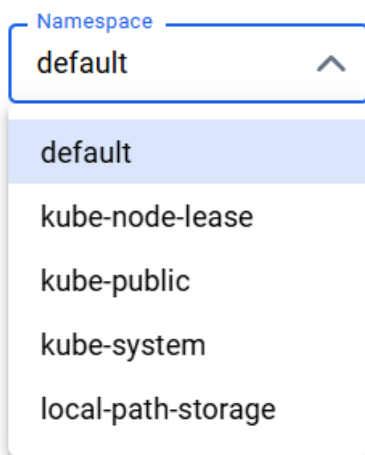 Namespace
default
default
kube-node-lease
kube-public
kube-system
local-path-storage